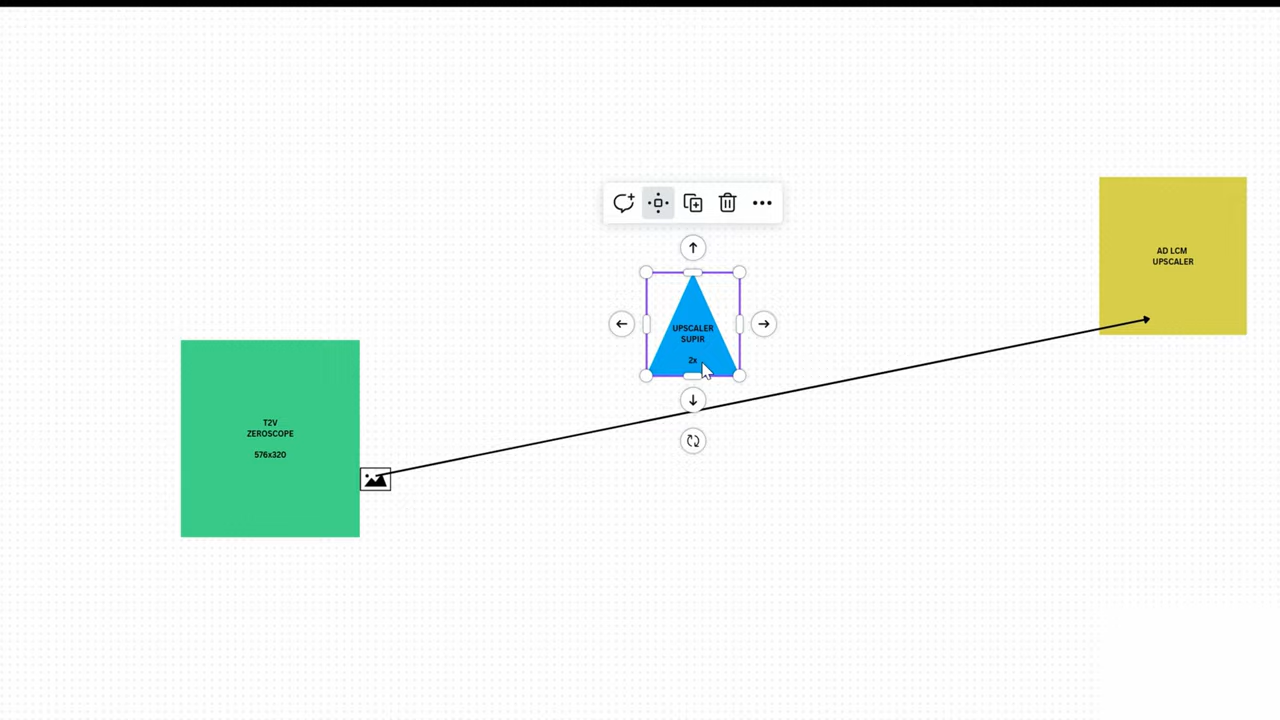 AD LCM
UPSCALER
UPSCALER
SUPIR
2x
T2V
ZEROSCOPE
576x320